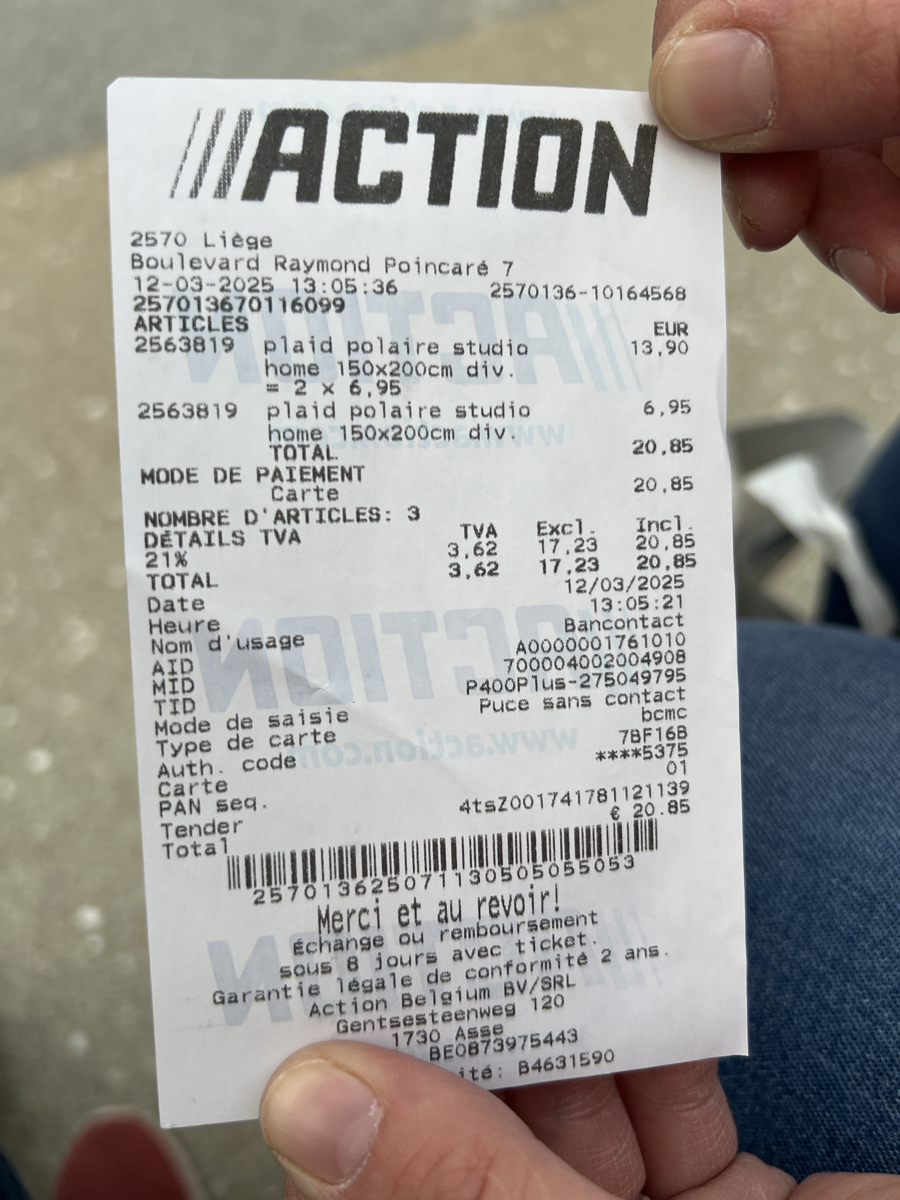 ACTION
2570 Liège
Boulevard Raymond Poincaré 7
12-03-2025 13:05:36 2570136-10164568
257013670116099
ARTICLES EUR
2563819 plaid polaire studio 13,90
home 150x200cm div.
= 2 x 6,95
2563819 plaid polaire studio 6,95
home 150x200cm div.
TOTAL 20,85
MODE DE PAIEMENT
Carte 20,85
NOMBRE D'ARTICLES: 3
DÉTAILS TVA TVA Excl. Incl.
21% 3,62 17,23 20,85
TOTAL 3,62 17,23 20,85
Date 12/03/2025
Heure 13:05:21
Nom d'usage Bancontact
AID A0000001761010
MID 700004002004908
TID P400Plus-275049795
Mode de saisie Puce sans contact
Type de carte bcmc
Auth. code 7BF16B
Carte ****5375
PAN seq. 01
Tender 4tsZ001741781121139
Total € 20.85
257013625071130505055053
Merci et au revoir!
Échange ou remboursement
sous 8 jours avec ticket.
Garantie légale de conformité 2 ans.
Action Belgium BV/SRL
Gentsesteenweg 120
1730 Asse
BE0873975443
ité: B4631590
www.action.com